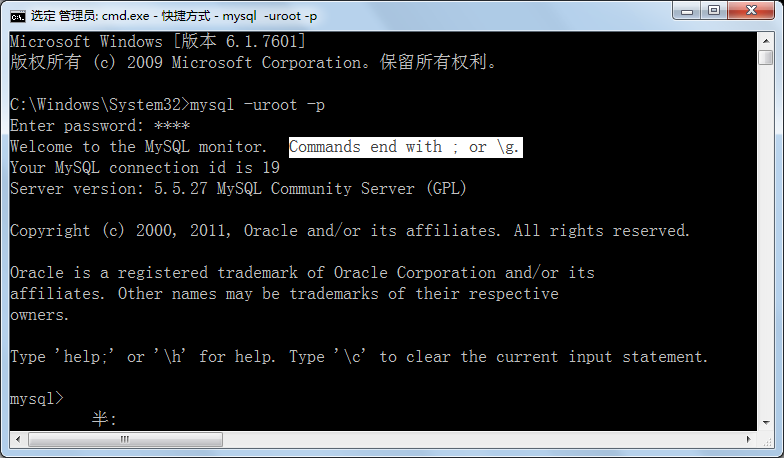 选定 管理员: cmd.exe - 快捷方式 - mysql  -uroot -p
Microsoft Windows [版本 6.1.7601]
版权所有 (c) 2009 Microsoft Corporation。保留所有权利。
C:\Windows\System32>mysql -uroot -p
Enter password: ****
Welcome to the MySQL monitor.  Commands end with ; or \g.
Your MySQL connection id is 19
Server version: 5.5.27 MySQL Community Server (GPL)
Copyright (c) 2000, 2011, Oracle and/or its affiliates. All rights reserved.
Oracle is a registered trademark of Oracle Corporation and/or its
affiliates. Other names may be trademarks of their respective
owners.
Type 'help;' or '\h' for help. Type '\c' to clear the current input statement.
mysql>
半: